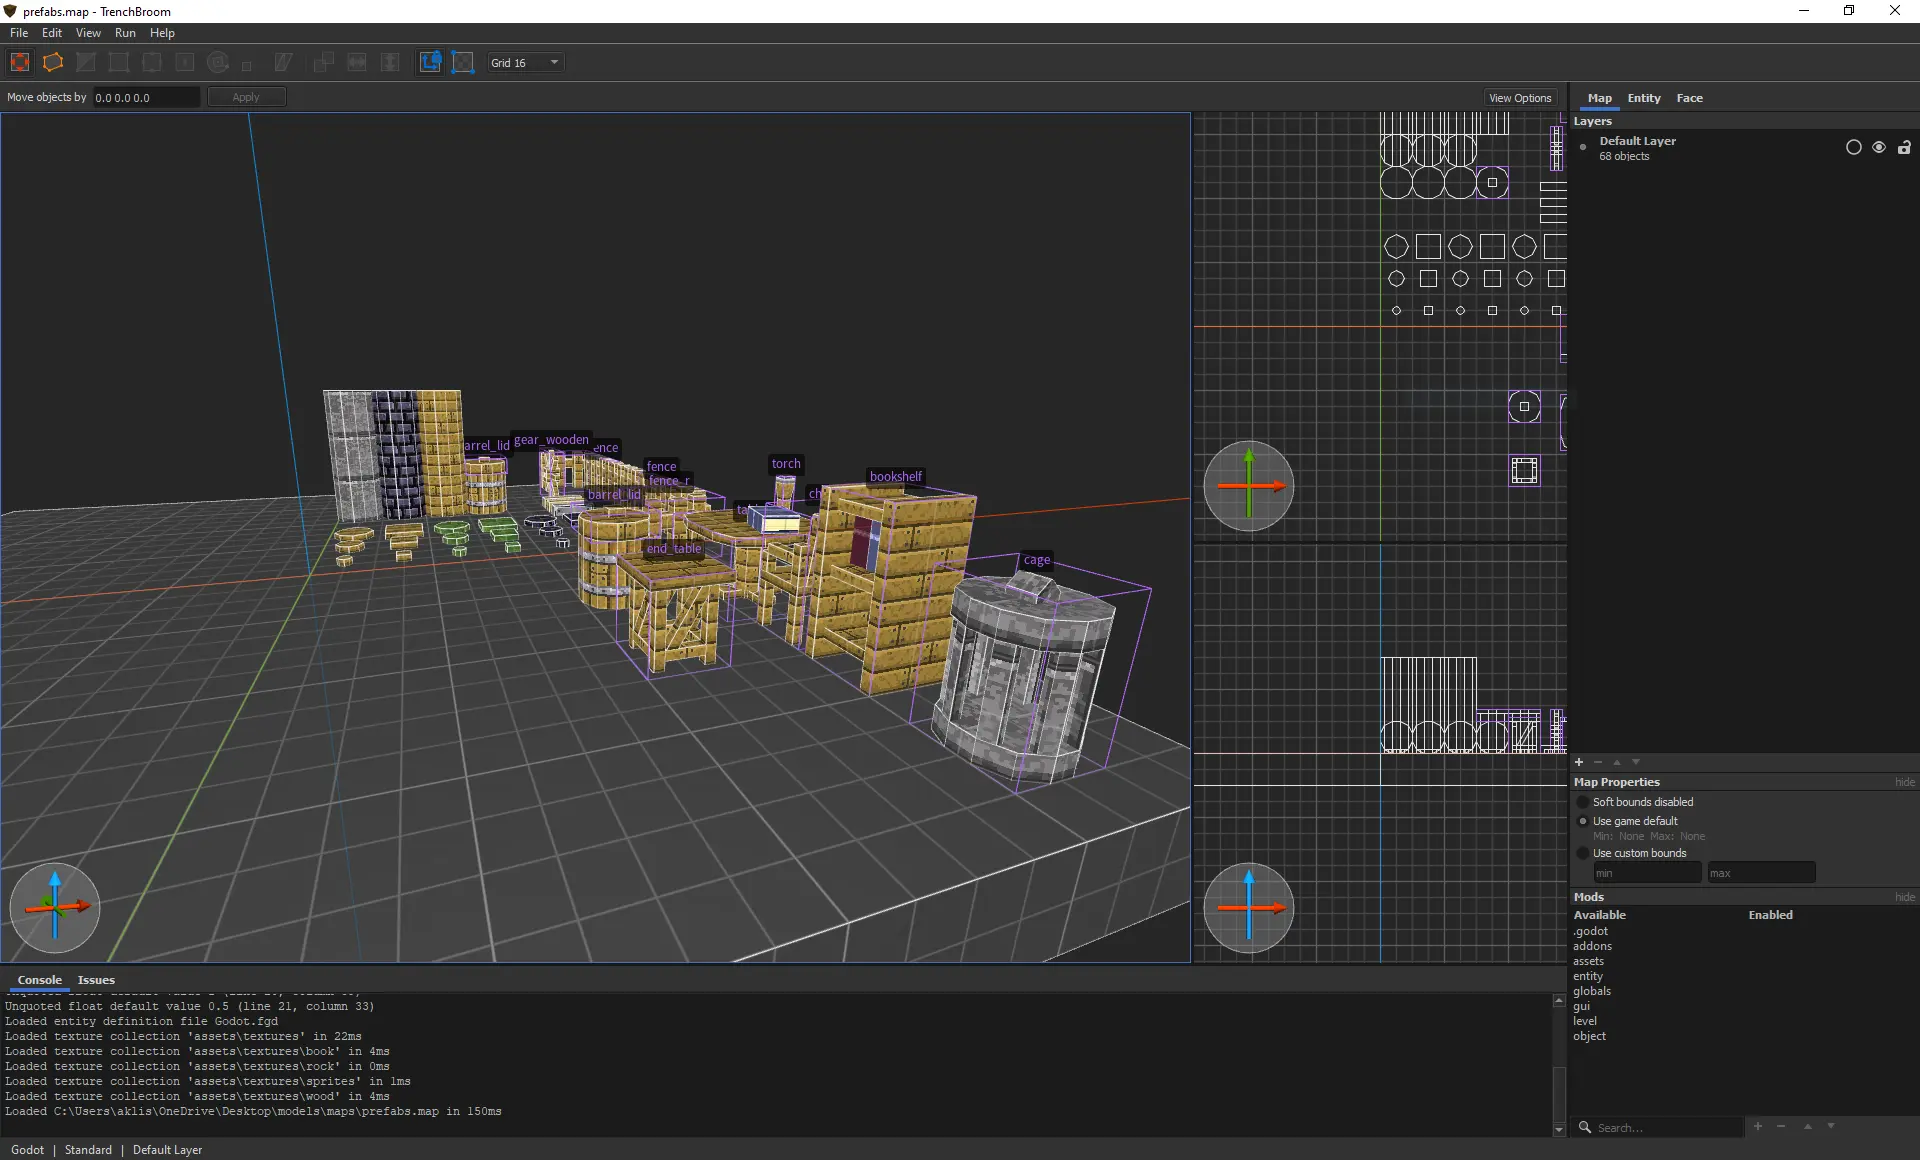 prefabs.map - TrenchBroom
File Edit View Run Help
Grid 16
Move objects by 0.0 0.0 0.0 Apply
View Options
Map Entity Face
Layers
Default Layer
68 objects
arrel_lid
gear_wooden
ence
fence
fence_r
barrel_lid
torch
ch
ta
bookshelf
end_table
cage
Map Properties hide
Soft bounds disabled
Use game default
Min: None Max: None
Use custom bounds
min max
Mods hide
Available Enabled
.godot
addons
assets
entity
globals
gui
level
object
Search...
Console Issues
Unquoted float default value 0.5 (line 21, column 33)
Loaded entity definition file Godot.fgd
Loaded texture collection 'assets\textures' in 22ms
Loaded texture collection 'assets\textures\book' in 4ms
Loaded texture collection 'assets\textures\rock' in 0ms
Loaded texture collection 'assets\textures\sprites' in 1ms
Loaded texture collection 'assets\textures\wood' in 4ms
Loaded C:\Users\aklis\OneDrive\Desktop\models\maps\prefabs.map in 150ms
Godot | Standard | Default Layer